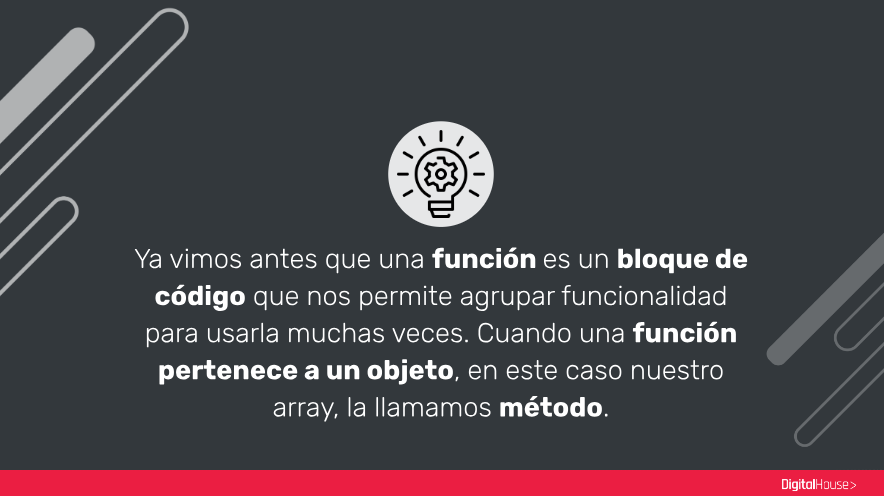 Ya vimos antes que una función es un bloque de
código que nos permite agrupar funcionalidad
para usarla muchas veces. Cuando una función
pertenece a un objeto, en este caso nuestro
array, la llamamos método.
DigitalHouse>